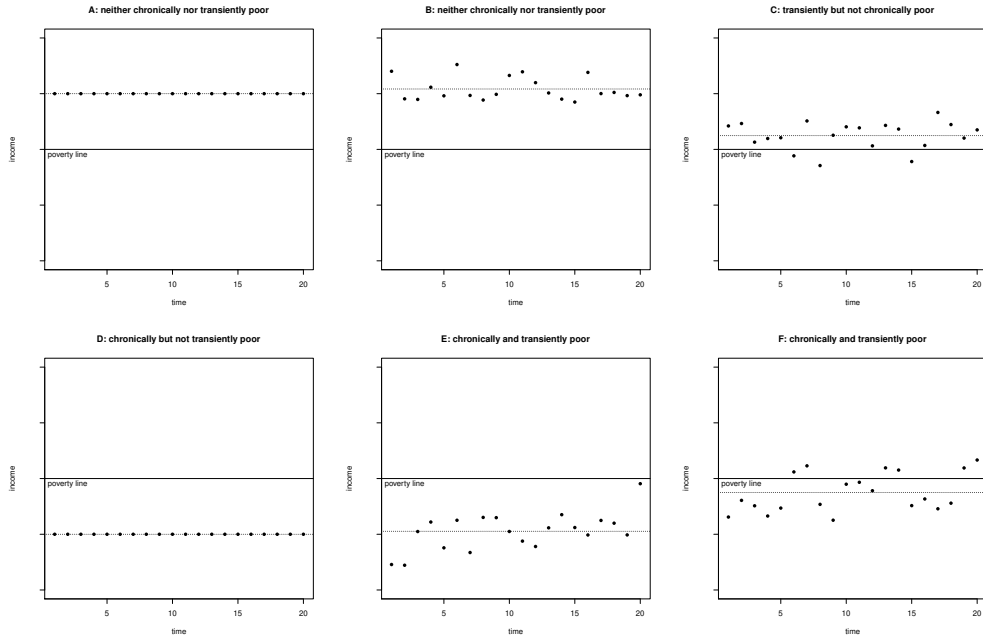 A: neither chronically nor transiently poor
income
poverty line
5 10 15 20
time
B: neither chronically nor transiently poor
income
poverty line
5 10 15 20
time
C: transiently but not chronically poor
income
poverty line
5 10 15 20
time
D: chronically but not transiently poor
income
poverty line
5 10 15 20
time
E: chronically and transiently poor
income
poverty line
5 10 15 20
time
F: chronically and transiently poor
income
poverty line
5 10 15 20
time